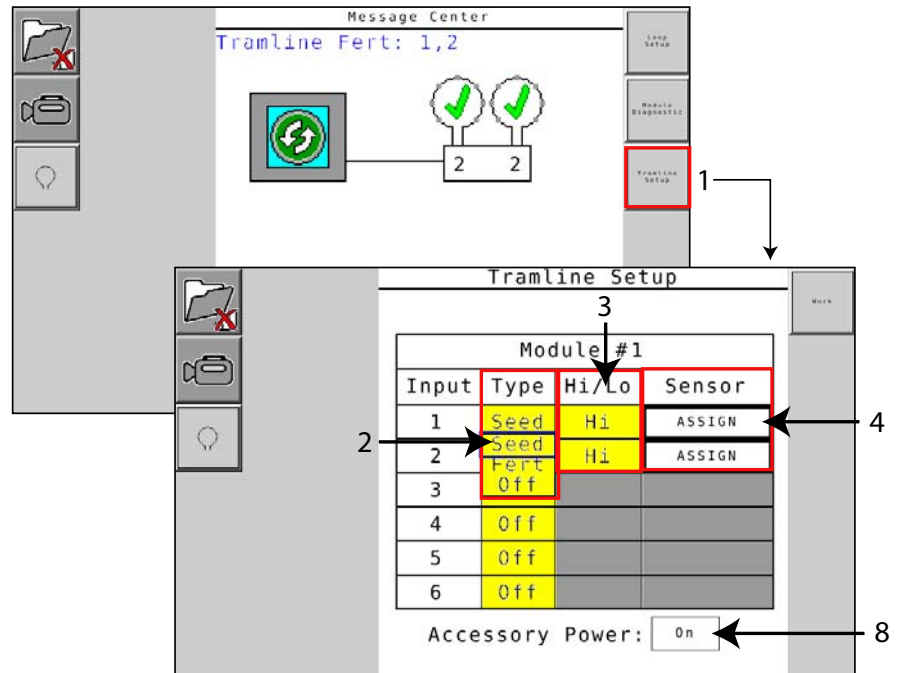 Message Center
Tramline Fert: 1,2
Loop
Setup
Module
Diagnostic
2 2
Tramline
Setup
1
Tramline Setup
Work
3
Module #1
Input Type Hi/Lo Sensor
1 Seed Hi ASSIGN
4
2
Seed
2 Hi ASSIGN
Fert
3 Off
4 Off
5 Off
6 Off
Accessory Power: On
8